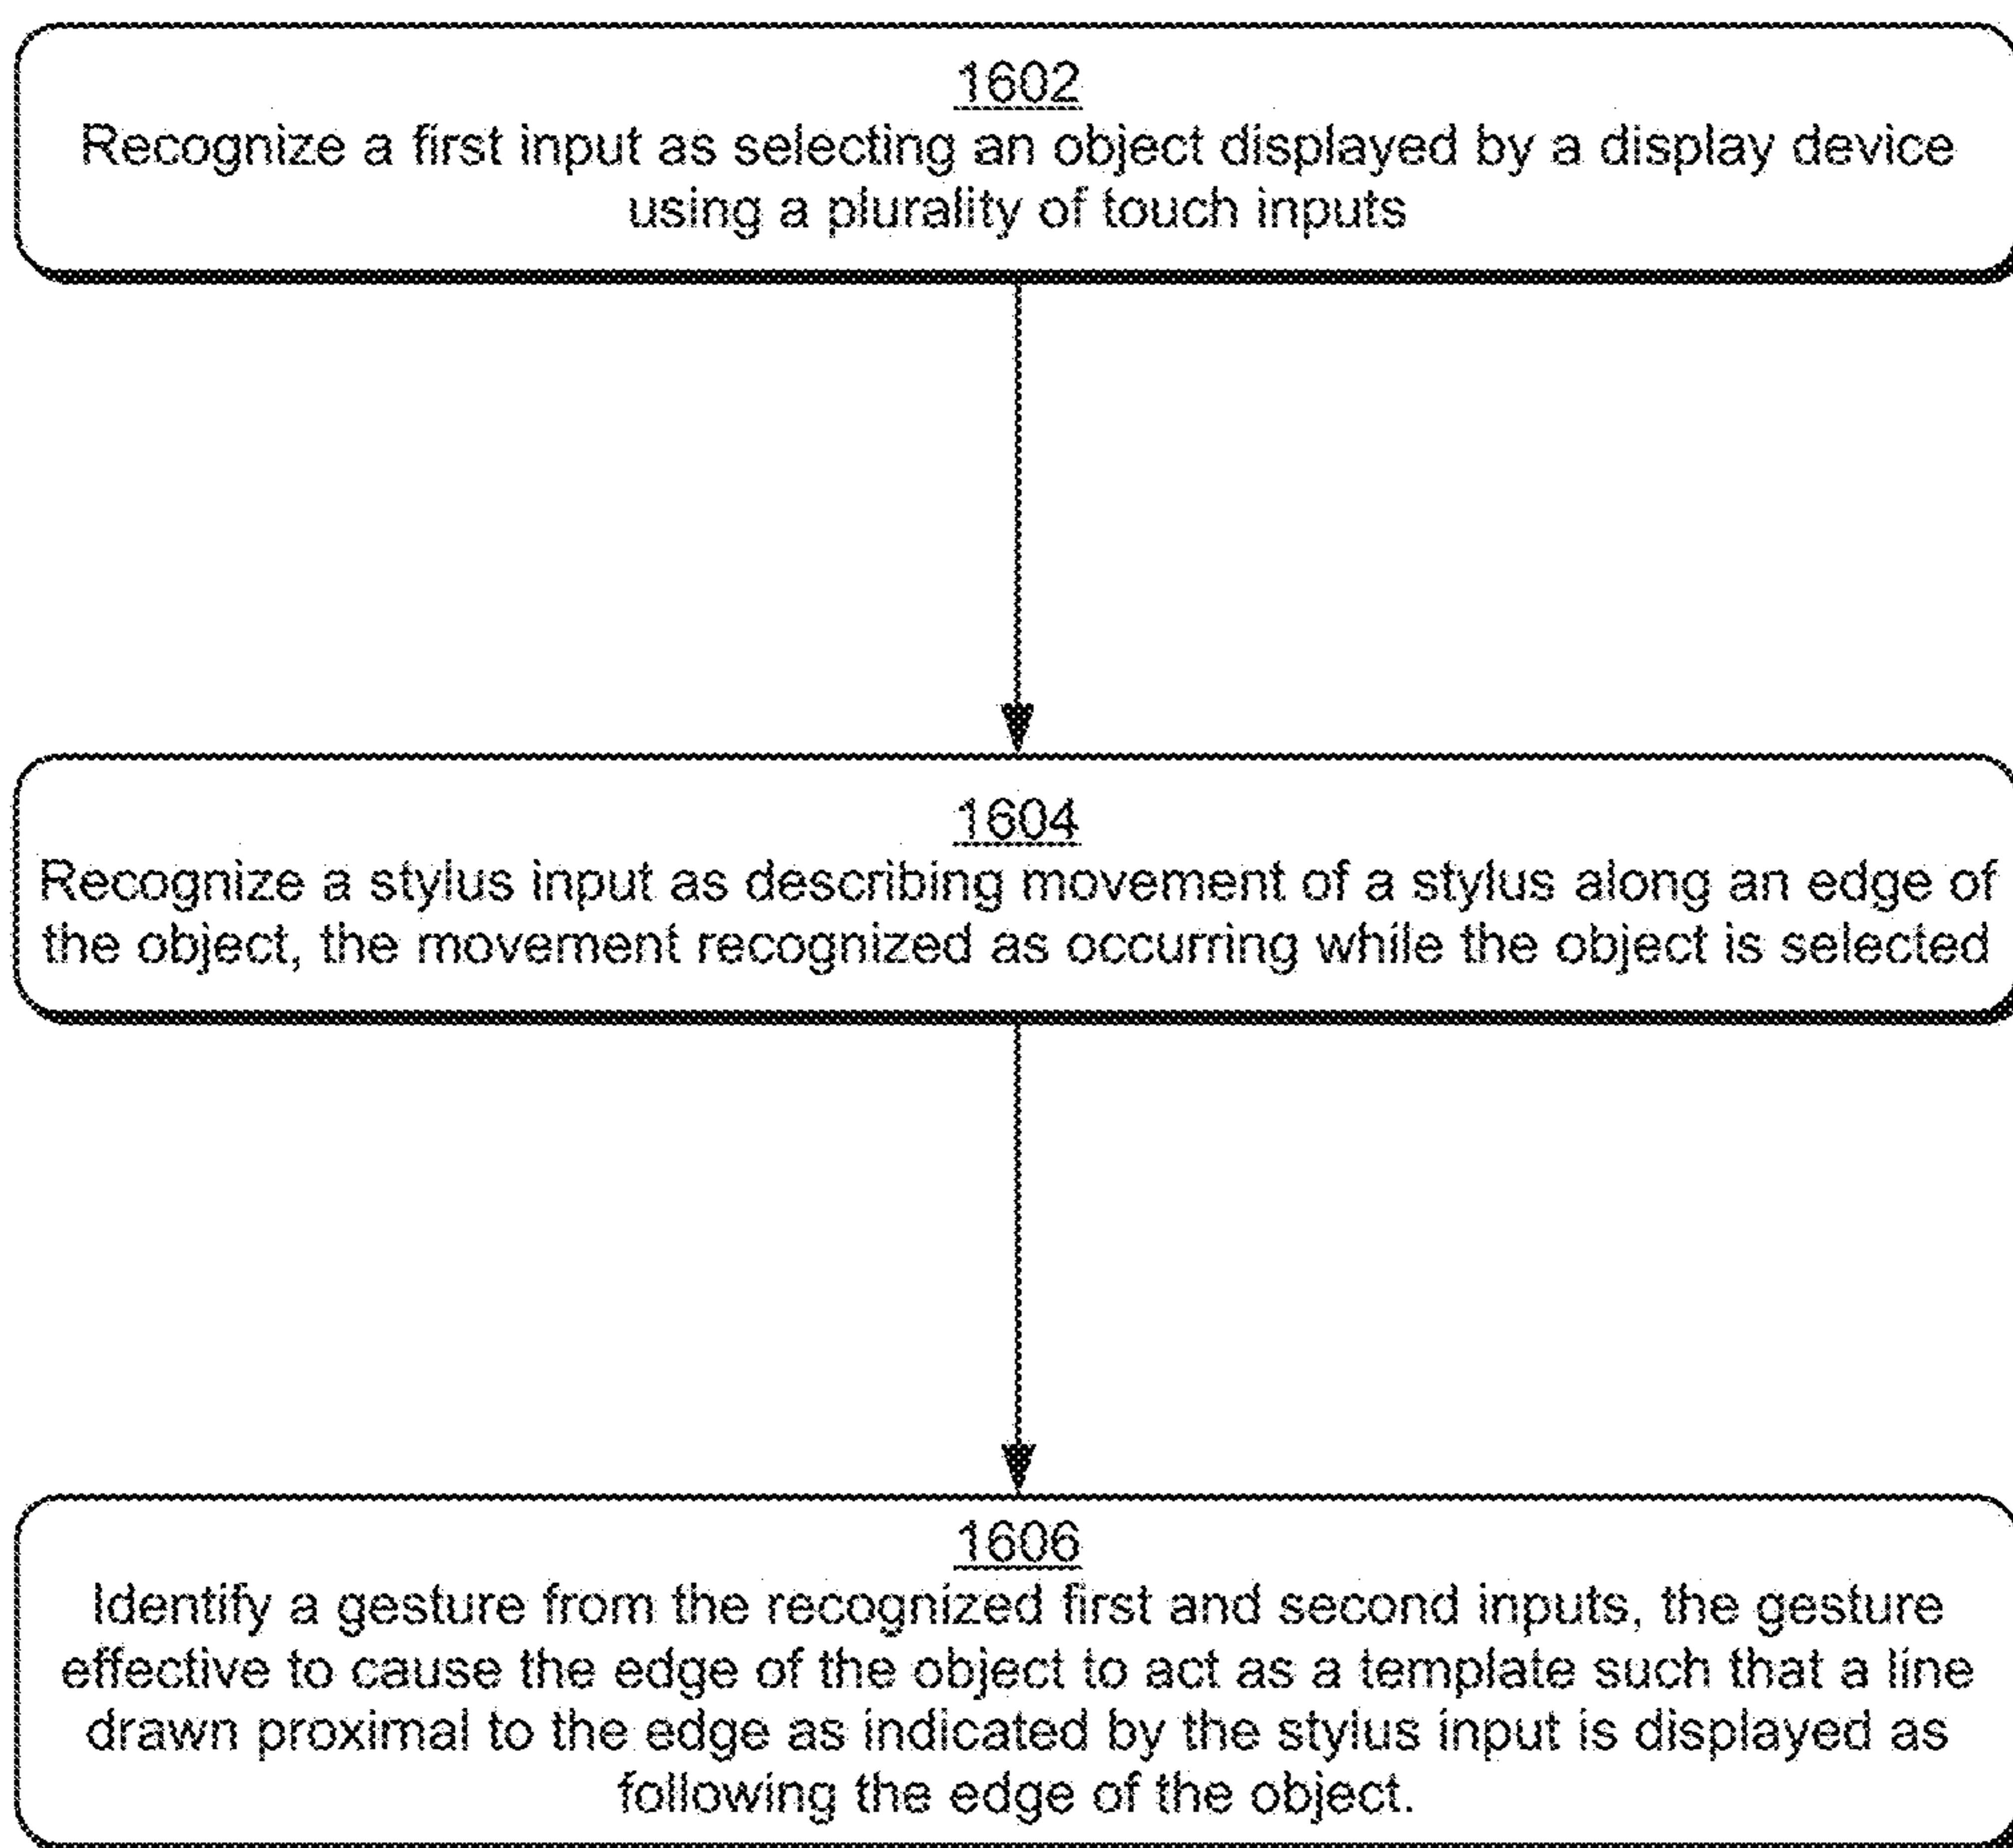 1602
Recognize a first input as selecting an object displayed by a display device
using a plurality of touch inputs
1604
Recognize a stylus input as describing movement of a stylus along an edge of
the object, the movement recognized as occurring while the object is selected
1606
Identify a gesture from the recognized first and second inputs, the gesture
effective to cause the edge of the object to act as a template such that a line
drawn proximal to the edge as indicated by the stylus input is displayed as
following the edge of the object.